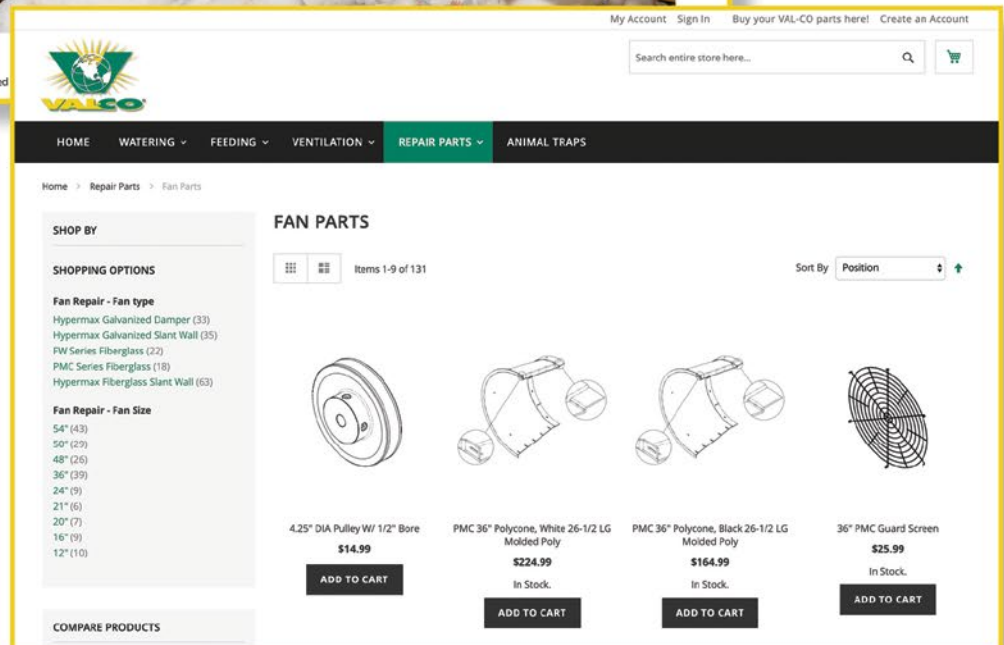 ed
My Account Sign In Buy your VAL-CO parts here! Create an Account
VAL-CO
Search entire store here...
HOME WATERING FEEDING VENTILATION REPAIR PARTS ANIMAL TRAPS
Home > Repair Parts > Fan Parts
SHOP BY
SHOPPING OPTIONS
Fan Repair - Fan type
Hypermax Galvanized Damper (33)
Hypermax Galvanized Slant Wall (35)
FW Series Fiberglass (22)
PMC Series Fiberglass (18)
Hypermax Fiberglass Slant Wall (63)
Fan Repair - Fan Size
54" (43)
50" (29)
48" (26)
36" (39)
24" (9)
21" (6)
20" (7)
16" (9)
12" (10)
COMPARE PRODUCTS
FAN PARTS
Items 1-9 of 131
Sort By Position
4.25" DIA Pulley W/ 1/2" Bore
$14.99
ADD TO CART
PMC 36" Polycone, White 26-1/2 LG
Molded Poly
$224.99
In Stock.
ADD TO CART
PMC 36" Polycone, Black 26-1/2 LG
Molded Poly
$164.99
In Stock.
ADD TO CART
36" PMC Guard Screen
$25.99
In Stock.
ADD TO CART